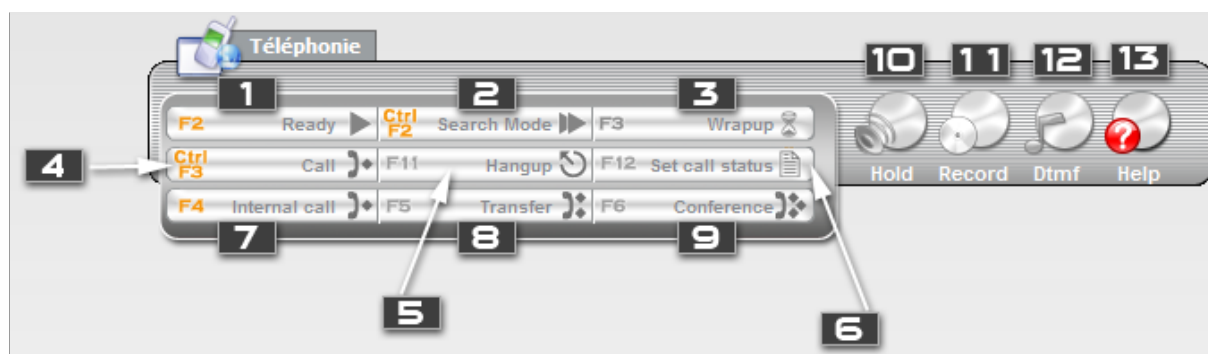 Téléphonie
10 11 12 13
1 2 3
F2 Ready Ctrl F2 Search Mode F3 Wrapup
4 Ctrl F3 Call F11 Hangup F12 Set call status
Hold Record Dtmf Help
F4 Internal call F5 Transfer F6 Conference
7 8 9
5 6